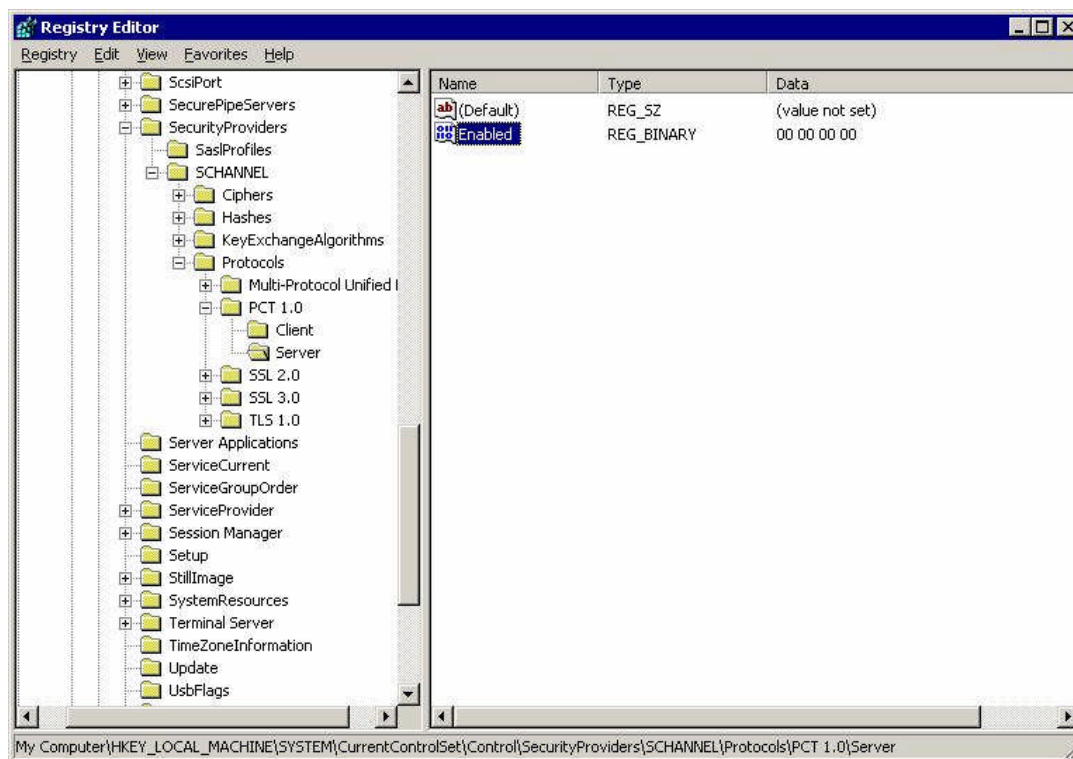 Registry Editor
Registry Edit View Favorites Help
ScsiPort
SecurePipeServers
SecurityProviders
SaslProfiles
SCHANNEL
Ciphers
Hashes
KeyExchangeAlgorithms
Protocols
Multi-Protocol Unified
PCT 1.0
Client
Server
SSL 2.0
SSL 3.0
TLS 1.0
Server Applications
ServiceCurrent
ServiceGroupOrder
ServiceProvider
Session Manager
Setup
StillImage
SystemResources
Terminal Server
TimeZoneInformation
Update
UsbFlags
Name Type Data
(Default) REG_SZ (value not set)
Enabled REG_BINARY 00 00 00 00
My Computer\HKEY_LOCAL_MACHINE\SYSTEM\CurrentControlSet\Control\SecurityProviders\SCHANNEL\Protocols\PCT 1.0\Server